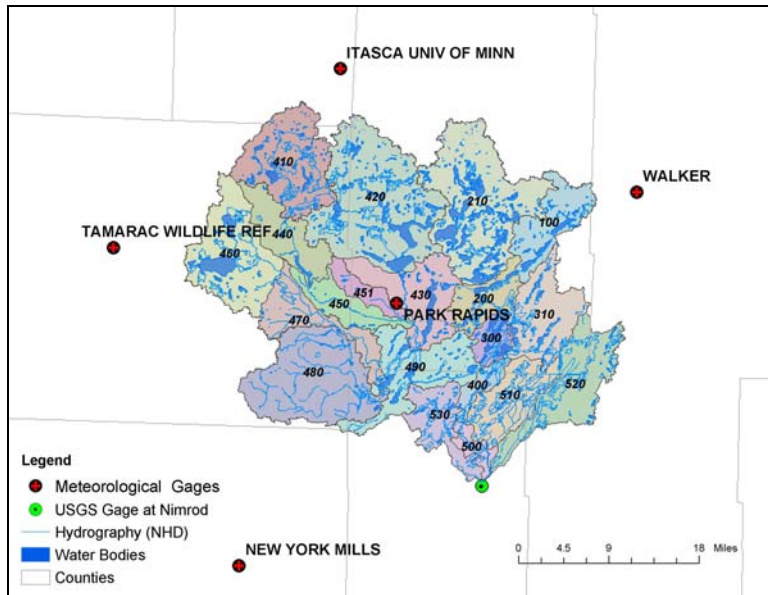 ITASCA UNIV OF MINN
WALKER
410
420
210
100
TAMARAC WILDLIFE REF
440
460
451
430
200
450
PARK RAPIDS
310
470
300
490
480
400
520
510
530
500
Legend
Meteorological Gages
USGS Gage at Nimrod
Hydrography (NHD)
Water Bodies
Counties
NEW YORK MILLS
0 4.5 9 18 Miles